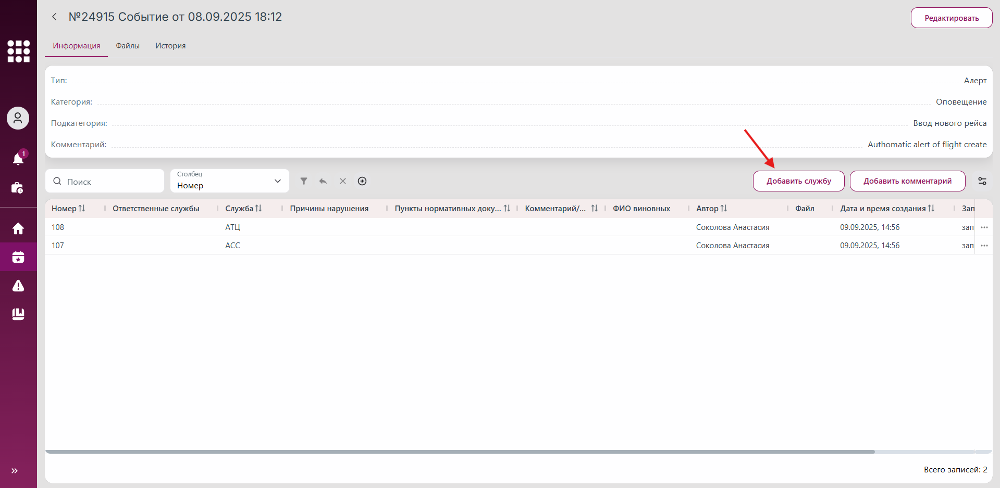 №24915 Событие от 08.09.2025 18:12
Редактировать
Информация Файлы История
Тип: Алерт
Категория: Оповещение
Подкатегория: Ввод нового рейса
Комментарий: Authomatic alert of flight create
1
Поиск
Столбец
Номер
Добавить службу
Добавить комментарий
Номер Ответственные службы Служба Причины нарушения Пункты нормативных доку... Комментарий/... ФИО виновных Автор Файл Дата и время создания Зап
108 АТЦ Соколова Анастасия 09.09.2025, 14:56 зап
107 АСС Соколова Анастасия 09.09.2025, 14:56 зап
Всего записей: 2